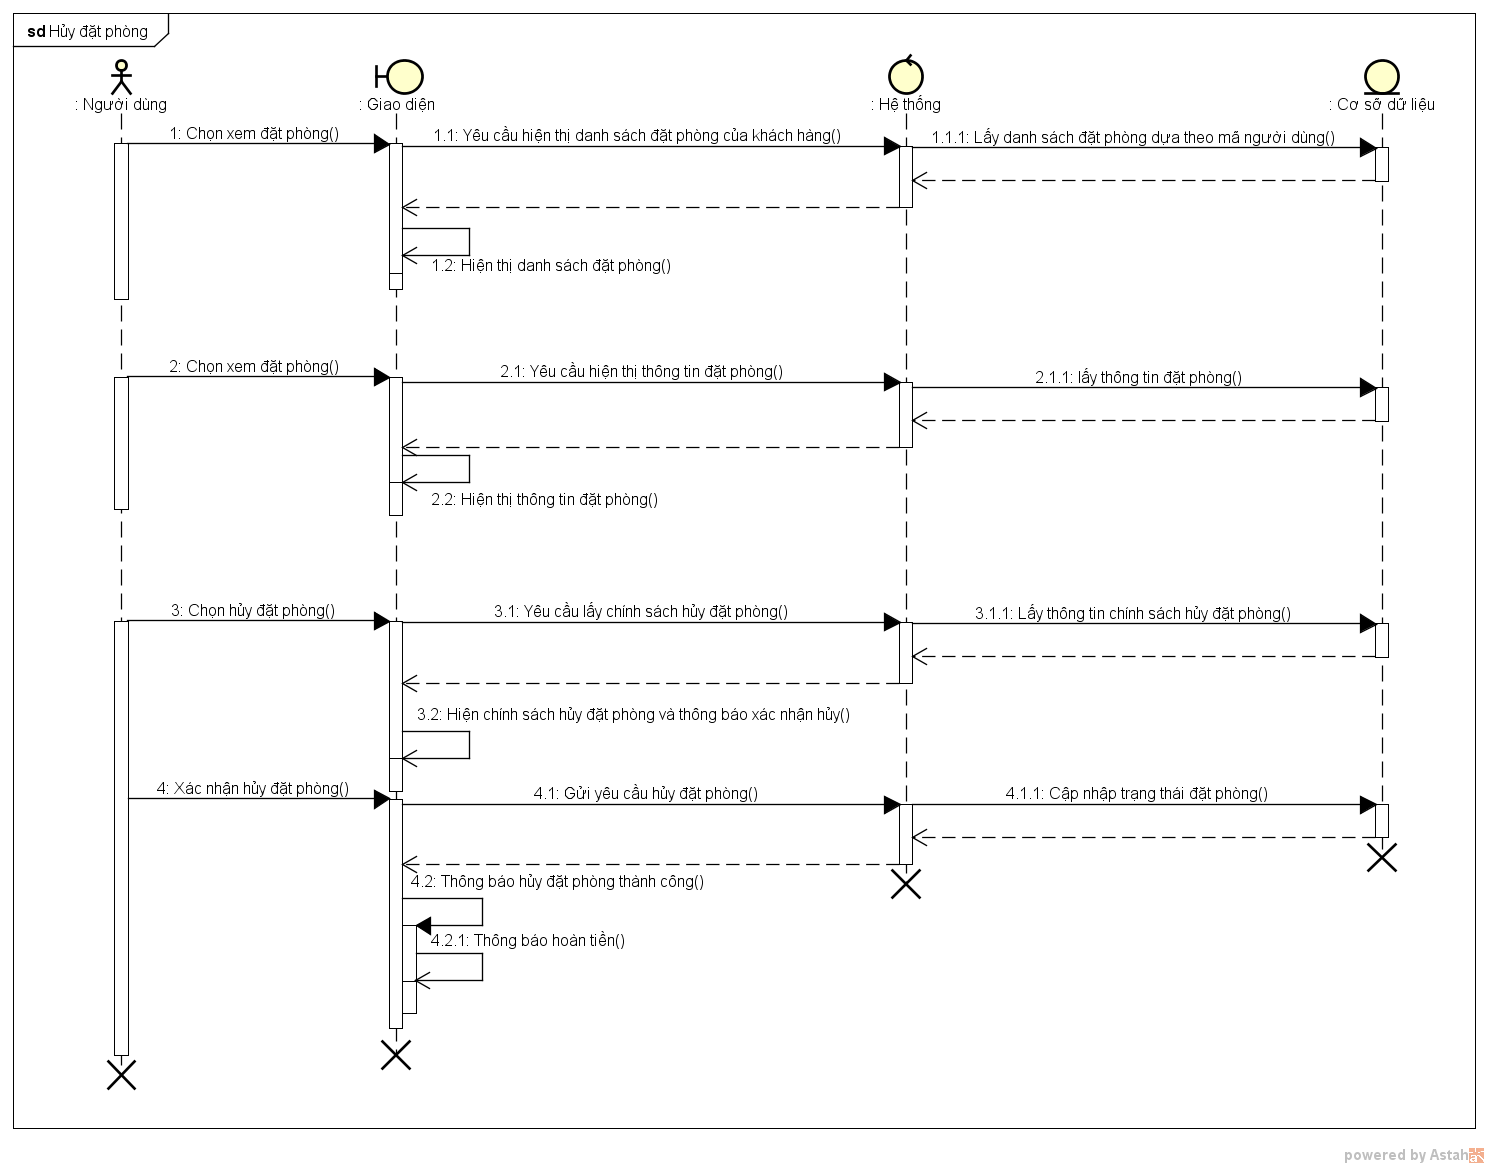 sd Hủy đặt phòng
: Người dùng
: Giao diện
: Hệ thống
: Cơ sỡ dữ liệu
1: Chọn xem đặt phòng()
1.1: Yêu cầu hiện thị danh sách đặt phòng của khách hàng()
1.1.1: Lấy danh sách đặt phòng dựa theo mã người dùng()
1.2: Hiện thị danh sách đặt phòng()
2: Chọn xem đặt phòng()
2.1: Yêu cầu hiện thị thông tin đặt phòng()
2.1.1: lấy thông tin đặt phòng()
2.2: Hiện thị thông tin đặt phòng()
3: Chọn hủy đặt phòng()
3.1: Yêu cầu lấy chính sách hủy đặt phòng()
3.1.1: Lấy thông tin chính sách hủy đặt phòng()
3.2: Hiện chính sách hủy đặt phòng và thông báo xác nhận hủy()
4: Xác nhận hủy đặt phòng()
4.1: Gửi yêu cầu hủy đặt phòng()
4.1.1: Cập nhập trạng thái đặt phòng()
4.2: Thông báo hủy đặt phòng thành công()
4.2.1: Thông báo hoàn tiền()
powered by Astah